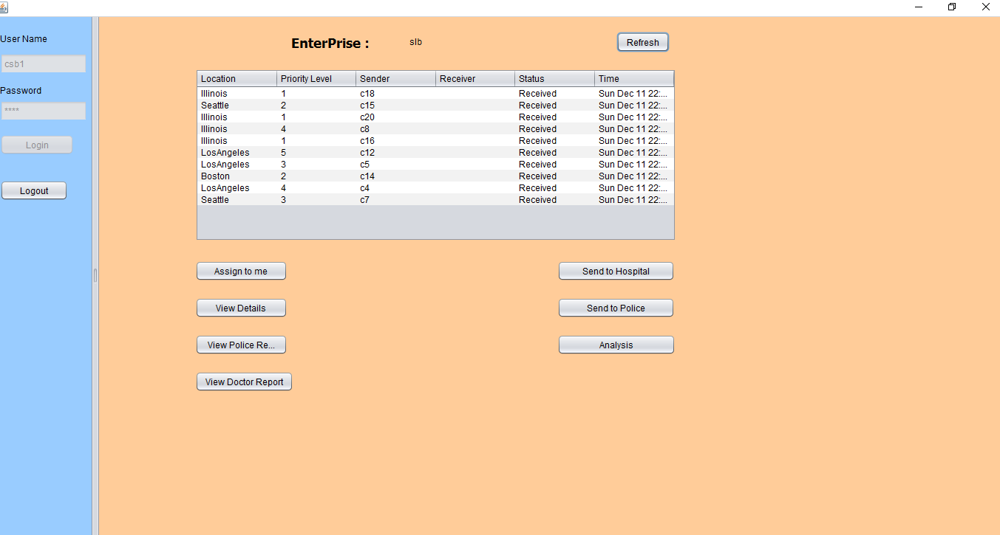 User Name
csb1
Password
****
Login
Logout
EnterPrise : slb Refresh
Location Priority Level Sender Receiver Status Time
Illinois 1 c18 Received Sun Dec 11 22:...
Seattle 2 c15 Received Sun Dec 11 22:...
Illinois 1 c20 Received Sun Dec 11 22:...
Illinois 4 c8 Received Sun Dec 11 22:...
Illinois 1 c16 Received Sun Dec 11 22:...
LosAngeles 5 c12 Received Sun Dec 11 22:...
LosAngeles 3 c5 Received Sun Dec 11 22:...
Boston 2 c14 Received Sun Dec 11 22:...
LosAngeles 4 c4 Received Sun Dec 11 22:...
Seattle 3 c7 Received Sun Dec 11 22:...
Assign to me Send to Hospital
View Details Send to Police
View Police Re... Analysis
View Doctor Report